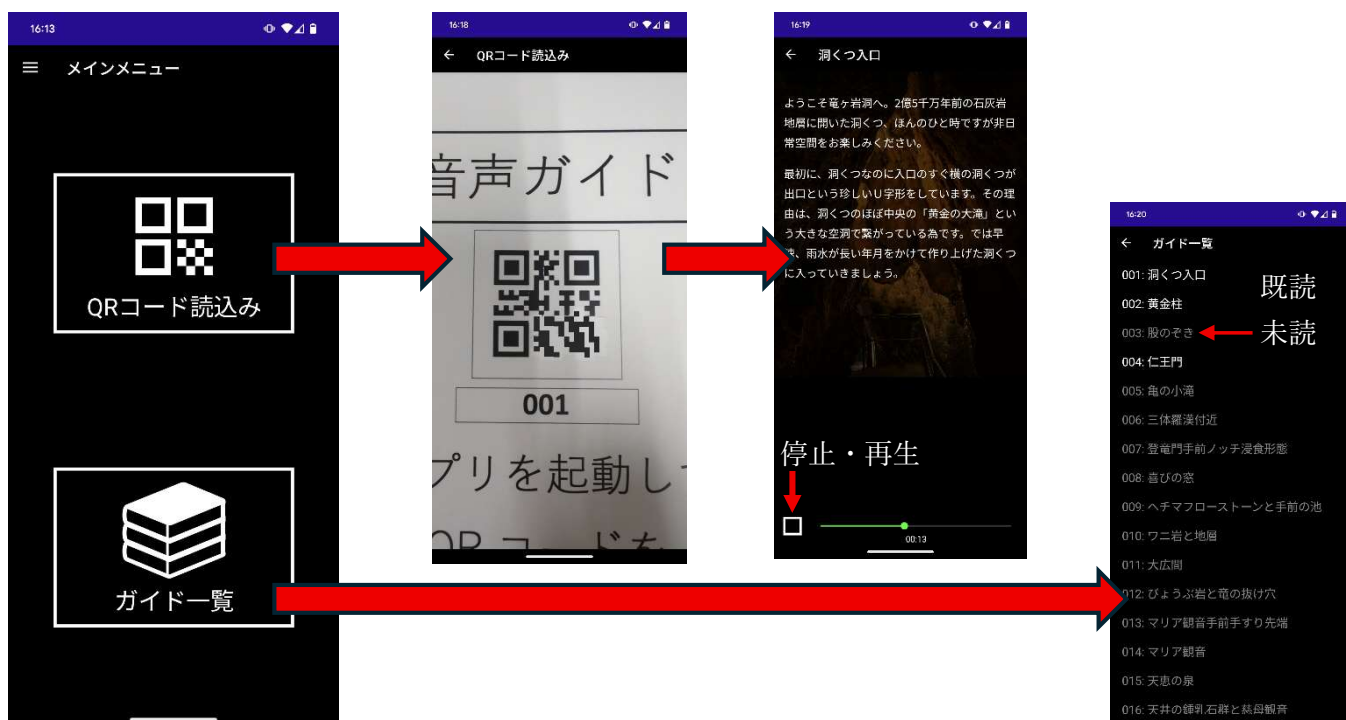 16:13
メインメニュー
QRコード読込み
ガイド一覧
16:18
QRコード読込み
音声ガイド
001
プリを起動し
QR コードを
16:19
洞くつ入口
ようこそ竜ヶ岩洞へ。2億5千万年前の石灰岩
地層に開いた洞くつ、ほんのひと時ですが非日
常空間をお楽しみください。
最初に、洞くつなのに入口のすぐ横の洞くつが
出口という珍しいU字形をしています。その理
由は、洞くつのほぼ中央の「黄金の大滝」とい
う大きな空洞で繋がっている為です。では早
、雨水が長い年月をかけて作り上げた洞くつ
に入っていきましょう。
停止・再生
00:13
16:20
ガイド一覧
001: 洞くつ入口
既読
002: 黄金柱
003: 股のぞき
未読
004: 仁王門
005: 亀の小滝
006: 三体羅漢付近
007: 登竜門手前ノッチ浸食形態
008: 喜びの窓
009: ヘチマフローストーンと手前の池
010: ワニ岩と地層
011: 大広間
012: びょうぶ岩と竜の抜け穴
013: マリア観音手前手すり先端
014: マリア観音
015: 天恵の泉
016: 天井の鍾乳石群と慈母観音